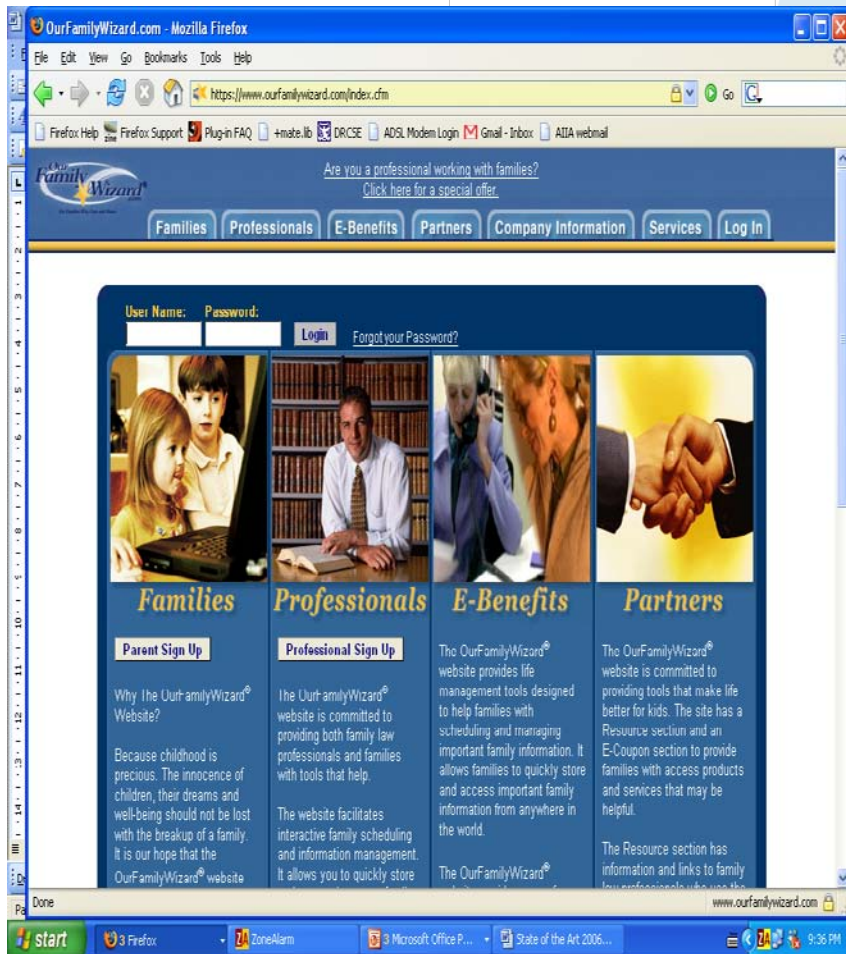 OurFamilyWizard.com - Mozilla Firefox
File Edit View Go Bookmarks Tools Help
https://www.ourfamilywizard.com/index.cfm
Go
Firefox Help Firefox Support Plug-in FAQ +mate.lib DRCSE ADSL Modem Login Gmail - Inbox AIIA webmail
Our Family Wizard
Are you a professional working with families?
Click here for a special offer.
Families Professionals E-Benefits Partners Company Information Services Log In
User Name: Password:
Login Forgot your Password?
Families
Parent Sign Up
Why The OurFamilyWizard®
Website?
Because childhood is
precious. The innocence of
children, their dreams and
well-being should not be lost
with the breakup of a family.
It is our hope that the
OurFamilyWizard® website
Professionals
Professional Sign Up
The OurFamilyWizard®
website is committed to
providing both family law
professionals and families
with tools that help.
The website facilitates
interactive family scheduling
and information management.
It allows you to quickly store
E-Benefits
The OurFamilyWizard®
website provides life
management tools designed
to help families with
scheduling and managing
important family information. It
allows families to quickly store
and access important family
information from anywhere in
the world.
The OurFamilyWizard®
Partners
The OurFamilyWizard®
website is committed to
providing tools that make life
better for kids. The site has a
Resource section and an
E-Coupon section to provide
families with access products
and services that may be
helpful.
The Resource section has
information and links to family
Done
www.ourfamilywizard.com
start 3 Firefox ZoneAlarm 3 Microsoft Office P... State of the Art 2006... 9:36 PM